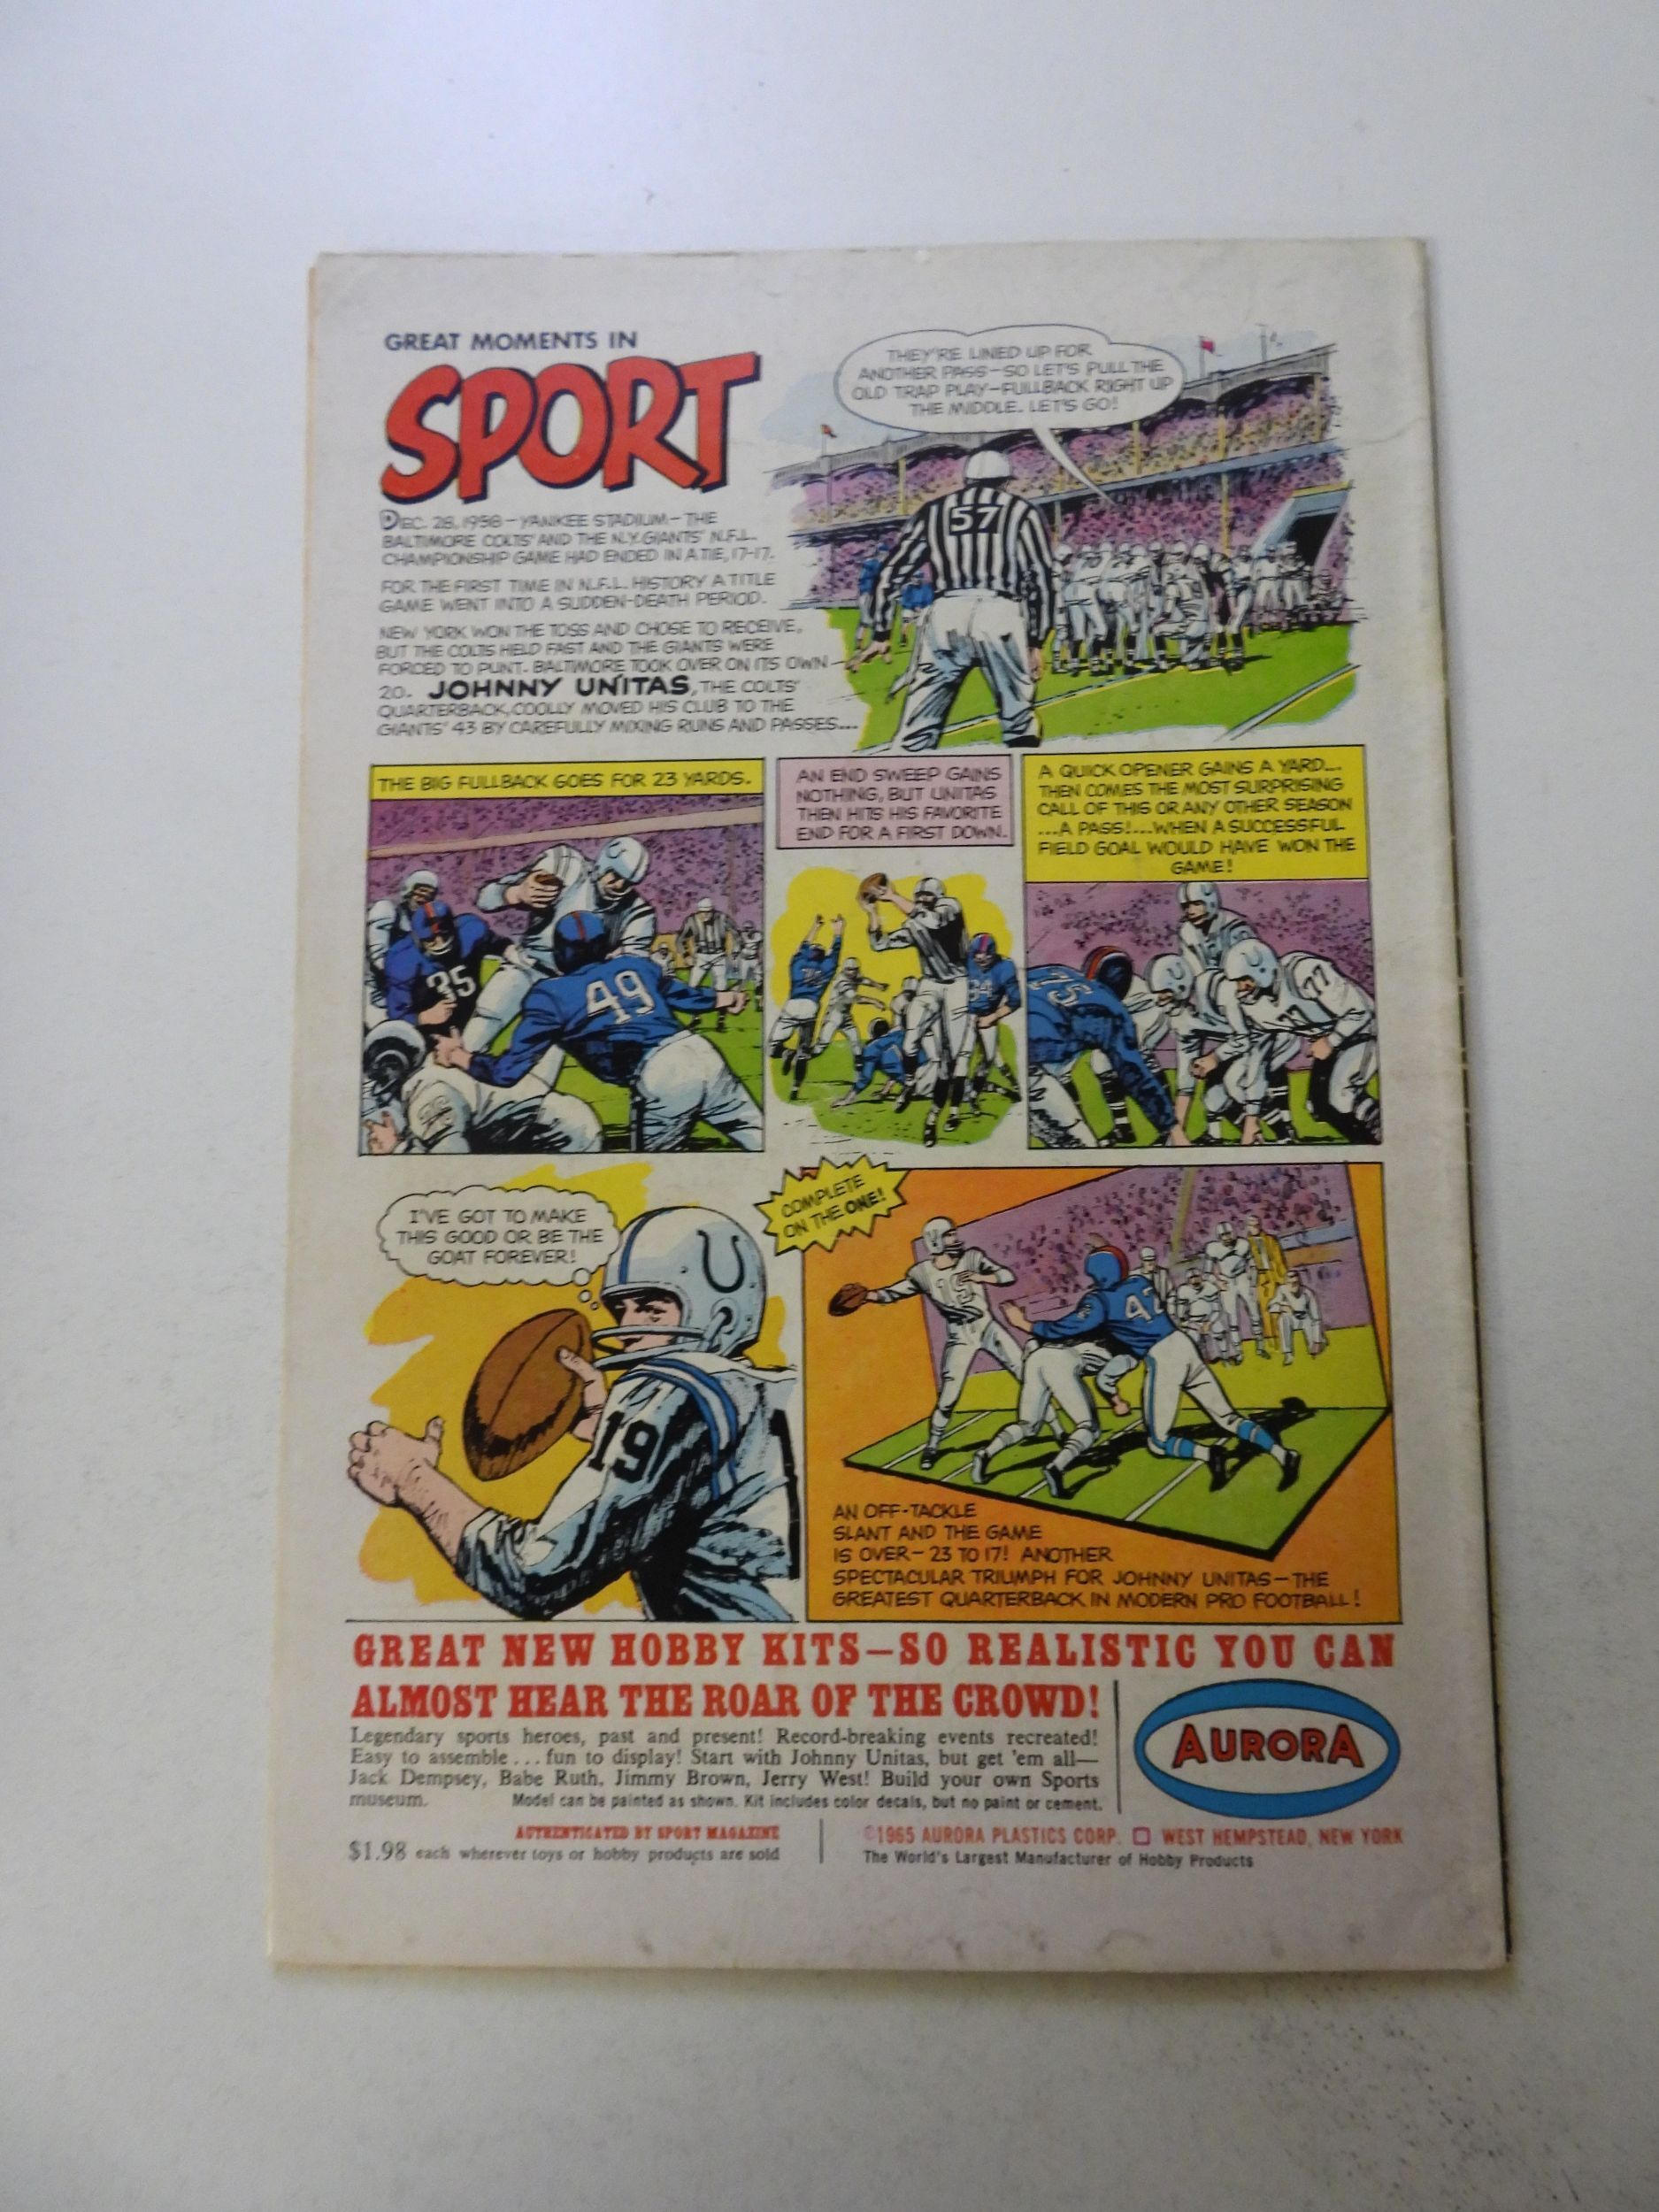 GREAT MOMENTS IN
SPORT
DEC. 28, 1958 - YANKEE STADIUM - THE
BALTIMORE COLTS' AND THE N.Y. GIANTS' N.F.L.
CHAMPIONSHIP GAME HAD ENDED IN A TIE, 17-17.
FOR THE FIRST TIME IN N.F.L. HISTORY A TITLE
GAME WENT INTO A SUDDEN-DEATH PERIOD.
NEW YORK WON THE TOSS AND CHOSE TO RECEIVE,
BUT THE COLTS HELD FAST AND THE GIANTS WERE
FORCED TO PUNT. BALTIMORE TOOK OVER ON ITS OWN
20. JOHNNY UNITAS, THE COLTS'
QUARTERBACK, COOLLY MOVED HIS CLUB TO THE
GIANTS' 43 BY CAREFULLY MIXING RUNS AND PASSES...
THEY'RE LINED UP FOR
ANOTHER PASS - SO LET'S PULL THE
OLD TRAP PLAY - FULLBACK RIGHT UP
THE MIDDLE. LET'S GO!
57
70
THE BIG FULLBACK GOES FOR 23 YARDS.
35
49
AN END SWEEP GAINS
NOTHING, BUT UNITAS
THEN HITS HIS FAVORITE
END FOR A FIRST DOWN.
84
A QUICK OPENER GAINS A YARD...
THEN COMES THE MOST SURPRISING
CALL OF THIS OR ANY OTHER SEASON
...A PASS!...WHEN A SUCCESSFUL
FIELD GOAL WOULD HAVE WON THE
GAME!
75
77
I'VE GOT TO MAKE
THIS GOOD OR BE THE
GOAT FOREVER!
19
COMPLETE
ON THE ONE!
19
42
AN OFF-TACKLE
SLANT AND THE GAME
IS OVER - 23 TO 17! ANOTHER
SPECTACULAR TRIUMPH FOR JOHNNY UNITAS - THE
GREATEST QUARTERBACK IN MODERN PRO FOOTBALL!
GREAT NEW HOBBY KITS—SO REALISTIC YOU CAN
ALMOST HEAR THE ROAR OF THE CROWD!
Legendary sports heroes, past and present! Record-breaking events recreated!
Easy to assemble . . . fun to display! Start with Johnny Unitas, but get 'em all—
Jack Dempsey, Babe Ruth, Jimmy Brown, Jerry West! Build your own Sports
museum. Model can be painted as shown. Kit includes color decals, but no paint or cement.
AURORA
AUTHENTICATED BY SPORT MAGAZINE
$1.98 each wherever toys or hobby products are sold
©1965 AURORA PLASTICS CORP. □ WEST HEMPSTEAD, NEW YORK
The World's Largest Manufacturer of Hobby Products